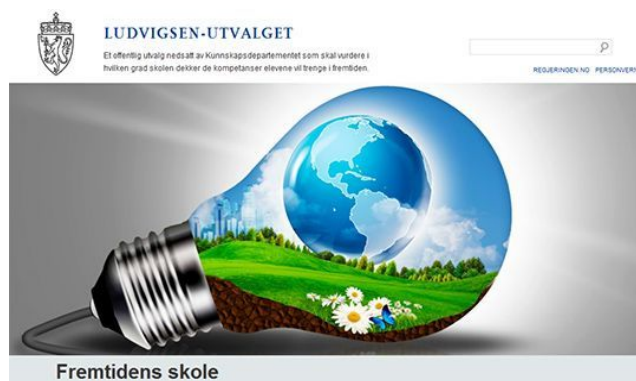 LUDVIGSEN-UTVALGET
Et offentlig utvalg nedsatt av Kunnskapsdepartementet som skal vurdere i
hvilken grad skolen dekker de kompetanser elevene vil trenge i fremtiden.
REGJERINGEN.NO PERSONVERN
Fremtidens skole